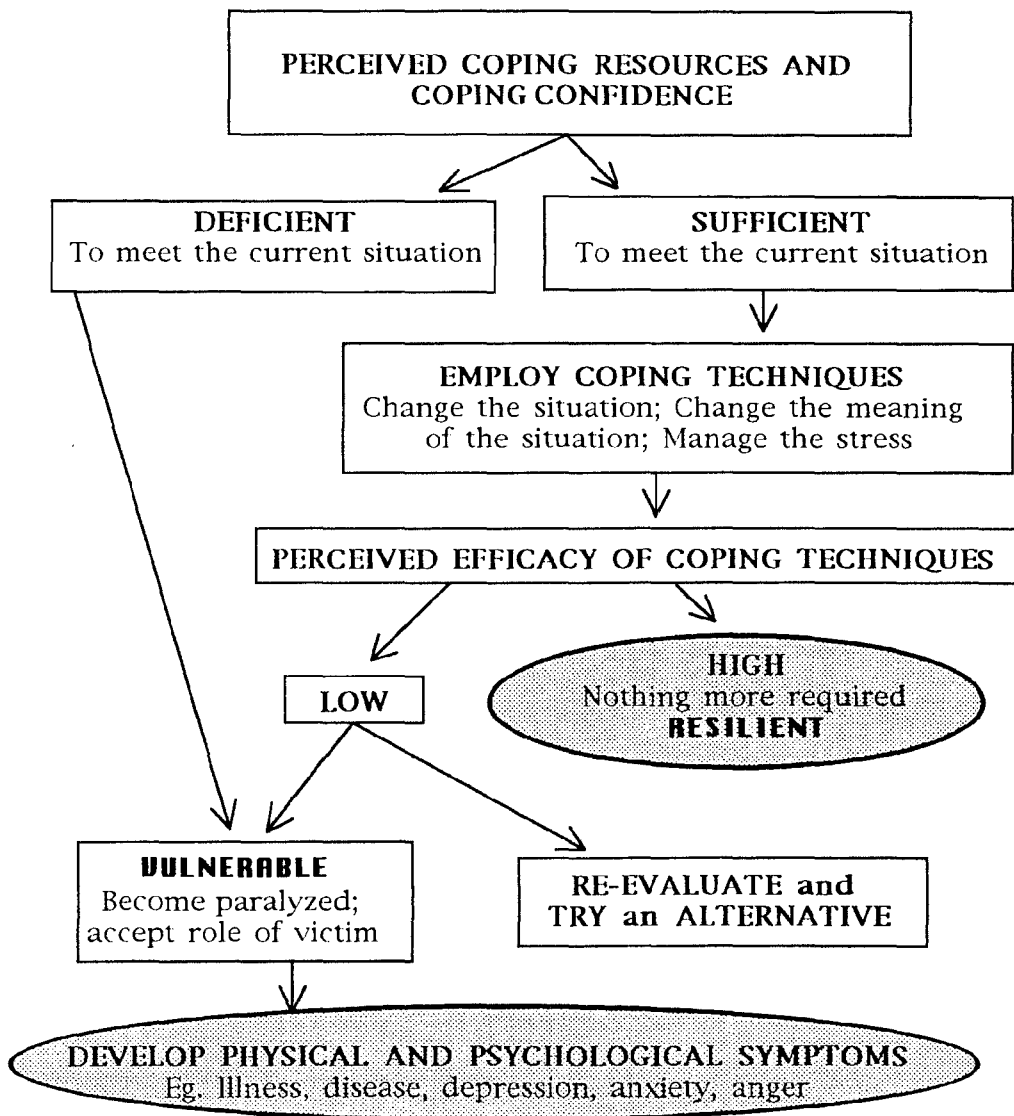 PERCEIVED COPING RESOURCES AND
COPING CONFIDENCE
DEFICIENT
To meet the current situation
SUFFICIENT
To meet the current situation
EMPLOY COPING TECHNIQUES
Change the situation; Change the meaning
of the situation; Manage the stress
PERCEIVED EFFICACY OF COPING TECHNIQUES
LOW
HIGH
Nothing more required
RESILIENT
VULNERABLE
Become paralyzed;
accept role of victim
RE-EVALUATE and
TRY an ALTERNATIVE
DEVELOP PHYSICAL AND PSYCHOLOGICAL SYMPTOMS
Eg. Illness, disease, depression, anxiety, anger